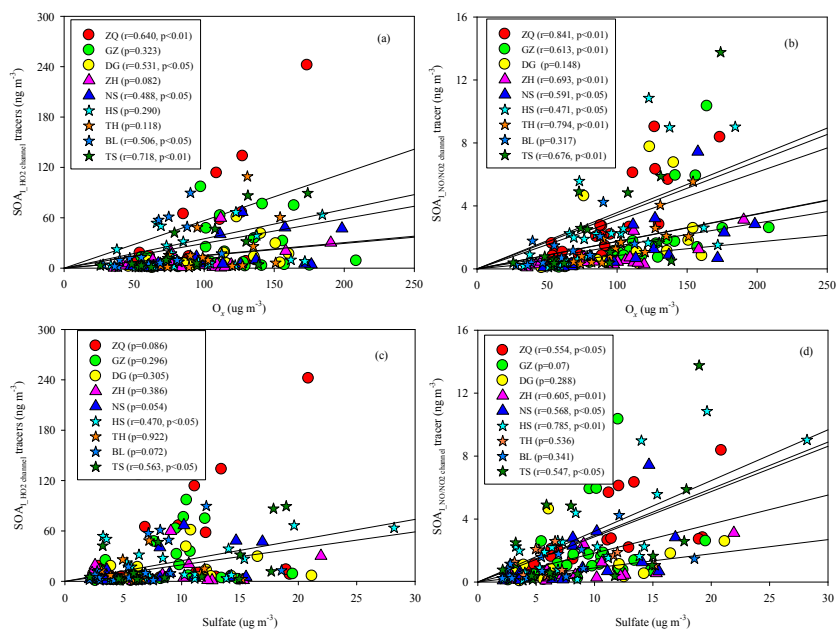 300
240
180
120
60
0
SOA_I_HO2 channel tracers (ng m⁻³)
0 50 100 150 200 250
Oₓ (ug m⁻³)
(a)
ZQ (r=0.640, p<0.01)
GZ (p=0.323)
DG (r=0.531, p<0.05)
ZH (p=0.082)
NS (r=0.488, p<0.05)
HS (p=0.290)
TH (p=0.118)
BL (r=0.506, p<0.05)
TS (r=0.718, p<0.01)
16
12
8
4
0
SOA_I_NO/NO2 channel tracer (ng m⁻³)
0 50 100 150 200 250
Oₓ (ug m⁻³)
(b)
ZQ (r=0.841, p<0.01)
GZ (r=0.613, p<0.01)
DG (p=0.148)
ZH (r=0.693, p<0.01)
NS (r=0.591, p<0.05)
HS (r=0.471, p<0.05)
TH (r=0.794, p<0.01)
BL (p=0.317)
TS (r=0.676, p<0.01)
300
240
180
120
60
0
SOA_I_HO2 channel tracers (ng m⁻³)
0 5 10 15 20 25 30
Sulfate (ug m⁻³)
(c)
ZQ (p=0.086)
GZ (p=0.296)
DG (p=0.305)
ZH (p=0.386)
NS (p=0.054)
HS (r=0.470, p<0.05)
TH (p=0.922)
BL (p=0.072)
TS (r=0.563, p<0.05)
16
12
8
4
0
SOA_I_NO/NO2 channel tracers (ng m⁻³)
0 5 10 15 20 25 30
Sulfate (ug m⁻³)
(d)
ZQ (r=0.554, p<0.05)
GZ (p=0.07)
DG (p=0.288)
ZH (r=0.605, p=0.01)
NS (r=0.568, p<0.05)
HS (r=0.785, p<0.01)
TH (p=0.536)
BL (p=0.341)
TS (r=0.547, p<0.05)